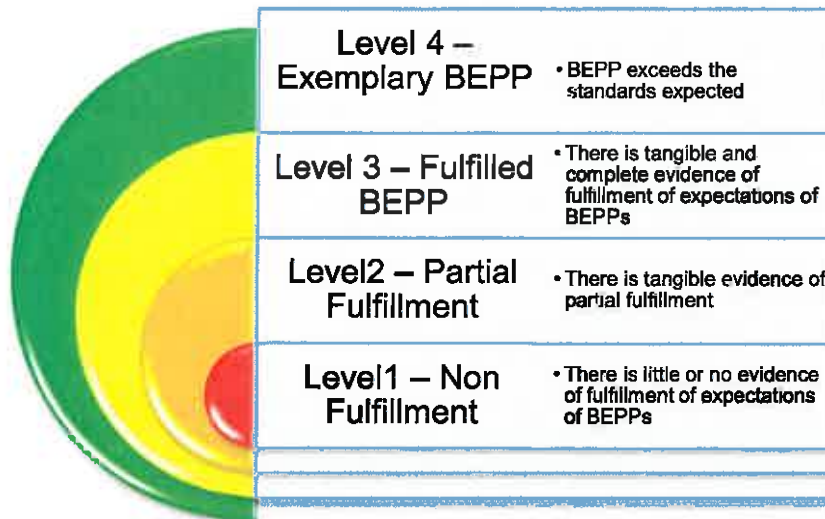 Level 4 –
Exemplary BEPP
• BEPP exceeds the
standards expected
Level 3 – Fulfilled
BEPP
• There is tangible and
complete evidence of
fulfillment of expectations of
BEPPs
Level2 – Partial
Fulfillment
• There is tangible evidence of
partial fulfillment
Level1 – Non
Fulfillment
• There is little or no evidence
of fulfillment of expectations
of BEPPs